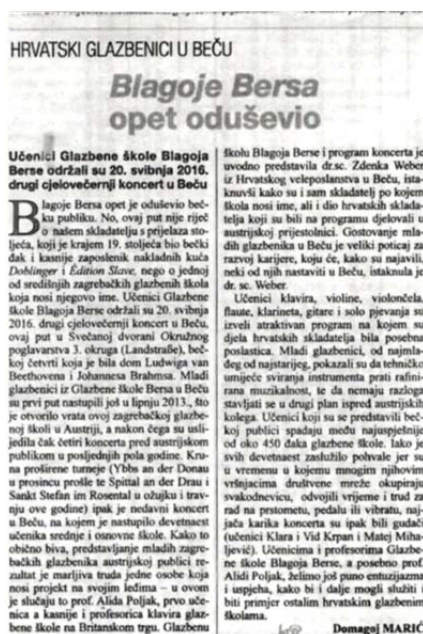 HRVATSKI GLAZBENICI U BEČU
Blagoje Bersa
opet oduševio
Učenici Glazbene škole Blagoja
Berse održali su 20. svibnja 2016.
drugi cjelovečernji koncert u Beču
Blagoje Bersa opet je oduševio beč-
ku publiku. No, ovaj put nije riječ
o našem skladatelju s prijelaza sto-
ljeća, koji je krajem 19. stoljeća bio bečki
đak i kasnije zaposlenik nakladnih kuća
Doblinger i Édition Slave, nego o jednoj
od središnjih zagrebačkih glazbenih škola
koja nosi njegovo ime. Učenici Glazbene
škole Blagoja Berse održali su 20. svibnja
2016. drugi cjelovečernji koncert u Beču,
ovaj put u Svečanoj dvorani Okružnog
poglavarstva 3. okruga (Landstraße), beč-
koj četvrti koja je bila dom Ludwiga van
Beethovena i Johannesa Brahmsa. Mladi
glazbenici iz Glazbene škole Bersa u Beču
su prvi put nastupili još u lipnju 2013., što
je otvorilo vrata ovoj zagrebačkoj glazbe-
noj školi u Austriji, a nakon čega su usli-
jedila čak četiri koncerta pred austrijskom
publikom u posljednjih pola godine. Kru-
na proširene turneje (Ybbs an der Donau
u prosincu prošle te Spittal an der Drau i
Sankt Stefan im Rosental u ožujku i trav-
nju ove godine) ipak je nedavni koncert
u Beču, na kojem je nastupilo devetnaest
učenika srednje i osnovne škole. Kako to
obično biva, predstavljanje mladih zagre-
bačkih glazbenika austrijskoj publici re-
zultat je marljiva truda jedne osobe koja
nosi projekt na svojim leđima – u ovom
je slučaju to prof. Alida Poljak, prvo uče-
nica a kasnije i profesorica klavira glaz-
bene škole na Britanskom trgu. Glazbenu
školu Blagoja Berse i program koncerta je
uvodno predstavila dr.sc. Zdenka Weber
iz Hrvatskog veleposlanstva u Beču, ista-
knuvši kako su i sam skladatelj po kojem
škola nosi ime, ali i dio hrvatskih sklada-
telja koji su bili na programu djelovali u
austrijskoj prijestolnici. Gostovanje mla-
dih glazbenika u Beču je veliki poticaj za
razvoj karijere, koju će, kako su najavili,
neki od njih nastaviti u Beču, istaknula je
dr. sc. Weber.
Učenici klavira, violine, violončela,
flaute, klarineta, gitare i solo pjevanja su
izveli atraktivan program na kojem su
djela hrvatskih skladatelja bila posebna
poslastica. Mladi glazbenici, od najmla-
đeg od najstarijeg, pokazali su da tehničko
umijeće sviranja instrumenta prati rafini-
rana muzikalnost, te da nemaju razloga
stavljati se u drugi plan ispred austrijskih
kolega. Učenici koji su se predstavili beč-
koj publici spadaju među najuspješnije
od oko 450 đaka glazbene škole. Iako je
svih devetnaest zaslužilo pohvale jer su
u vremenu u kojemu mnogim njihovim
vršnjacima društvene mreže okupiraju
svakodnevicu, odvojili vrijeme i trud za
rad na prstometu, pedalu ili vibratu, naj-
jača karika koncerta su ipak bili gudači
(učenici Klara i Vid Krpan i Matej Miha-
ljević). Učenicima i profesorima Glazbe-
ne škole Blagoje Berse, a posebno prof.
Alidi Poljak, želimo još puno entuzijazma
i uspjeha, kako bi i dalje mogli služiti i
biti primjer ostalim hrvatskim glazbenim
školama.
Domagoj MARIĆ